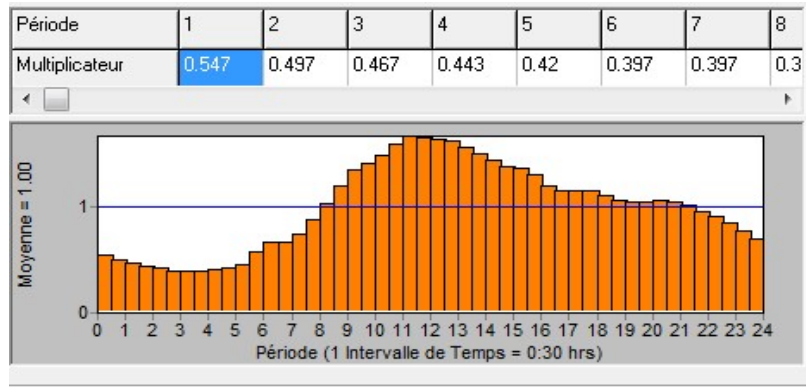 Période 1 2 3 4 5 6 7 8
Multiplicateur 0.547 0.497 0.467 0.443 0.42 0.397 0.397 0.3
Moyenne = 1.00
1
0
0 1 2 3 4 5 6 7 8 9 10 11 12 13 14 15 16 17 18 19 20 21 22 23 24
Période (1 Intervalle de Temps = 0:30 hrs)